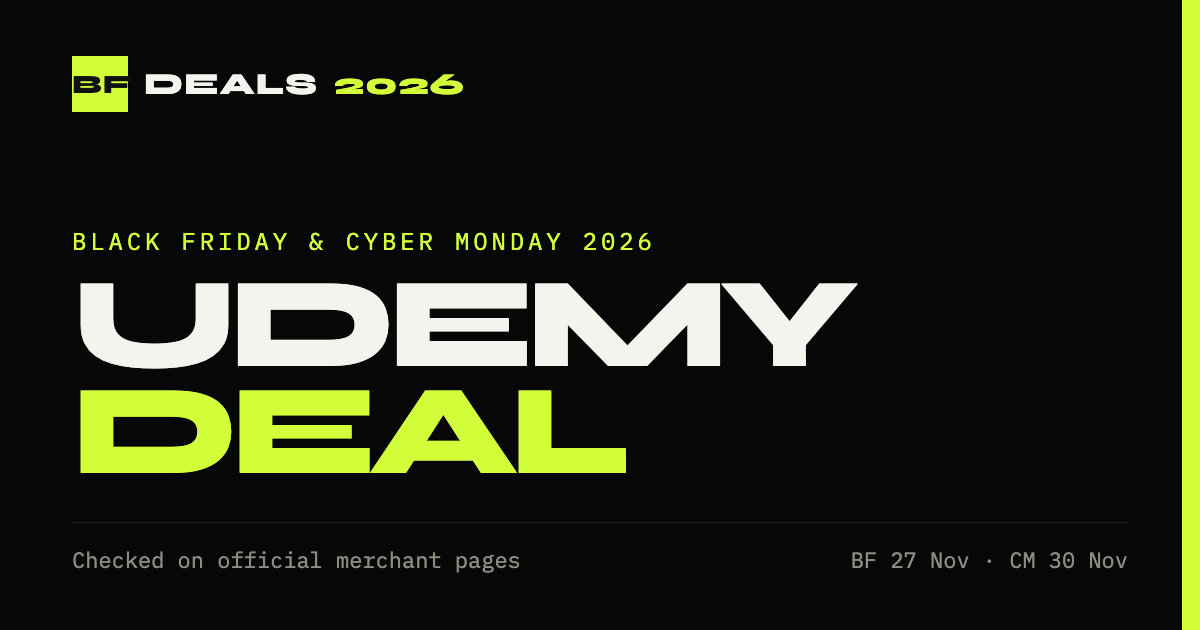 BF DEALS 2026
BLACK FRIDAY & CYBER MONDAY 2026
UDEMY
DEAL
Checked on official merchant pages
BF 27 Nov · CM 30 Nov